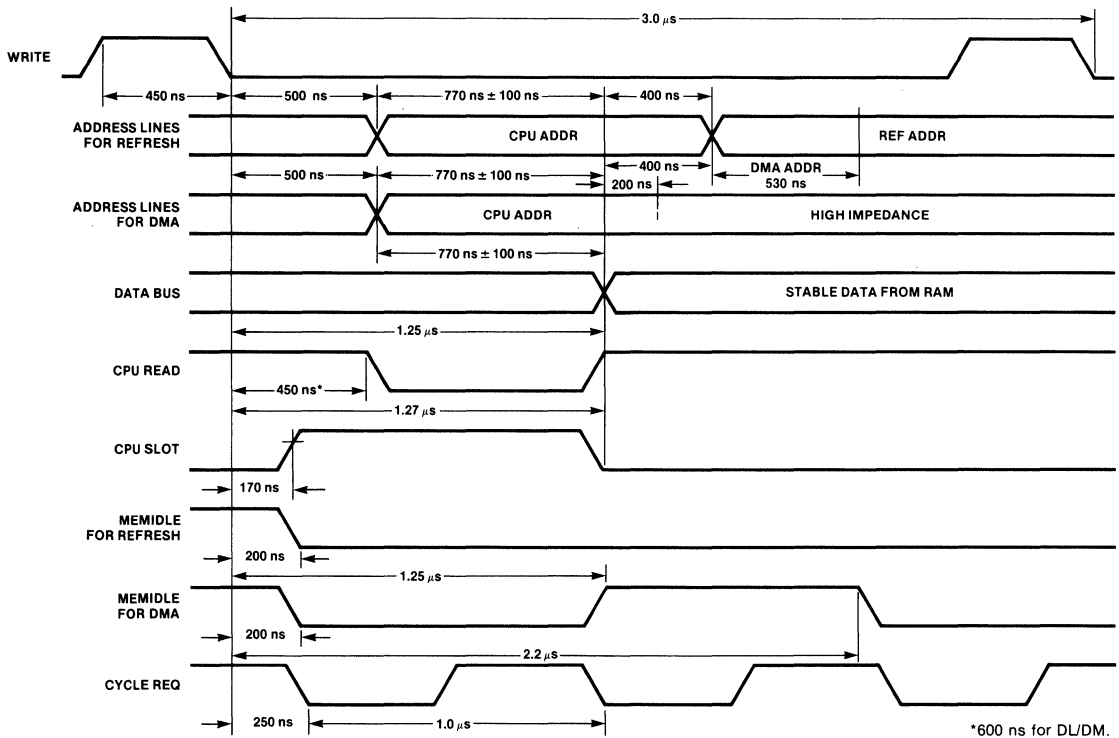 3.0 μs
WRITE
450 ns
500 ns
770 ns ± 100 ns
400 ns
ADDRESS LINES
FOR REFRESH
CPU ADDR
REF ADDR
500 ns
770 ns ± 100 ns
400 ns
200 ns
DMA ADDR
530 ns
ADDRESS LINES
FOR DMA
CPU ADDR
HIGH IMPEDANCE
770 ns ± 100 ns
DATA BUS
STABLE DATA FROM RAM
1.25 μs
CPU READ
450 ns*
1.27 μs
CPU SLOT
170 ns
MEMIDLE
FOR REFRESH
200 ns
1.25 μs
MEMIDLE
FOR DMA
200 ns
2.2 μs
CYCLE REQ
250 ns
1.0 μs
*600 ns for DL/DM.